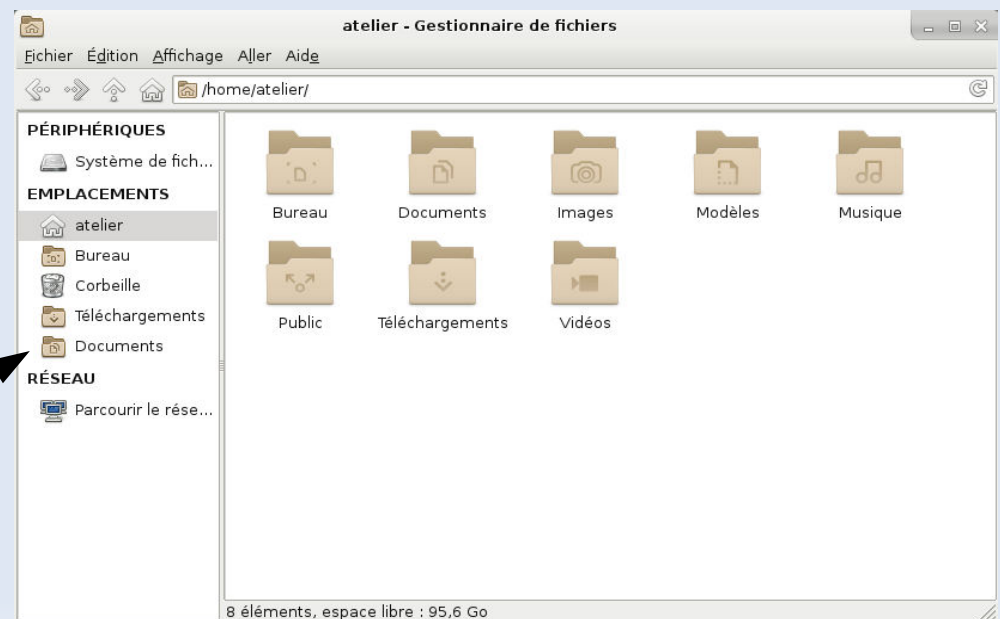 atelier - Gestionnaire de fichiers
Fichier Édition Affichage Aller Aide
/home/atelier/
PÉRIPHÉRIQUES
Système de fich...
EMPLACEMENTS
atelier
Bureau
Corbeille
Téléchargements
Documents
RÉSEAU
Parcourir le rése...
Bureau Documents Images Modèles Musique
Public Téléchargements Vidéos
8 éléments, espace libre : 95,6 Go